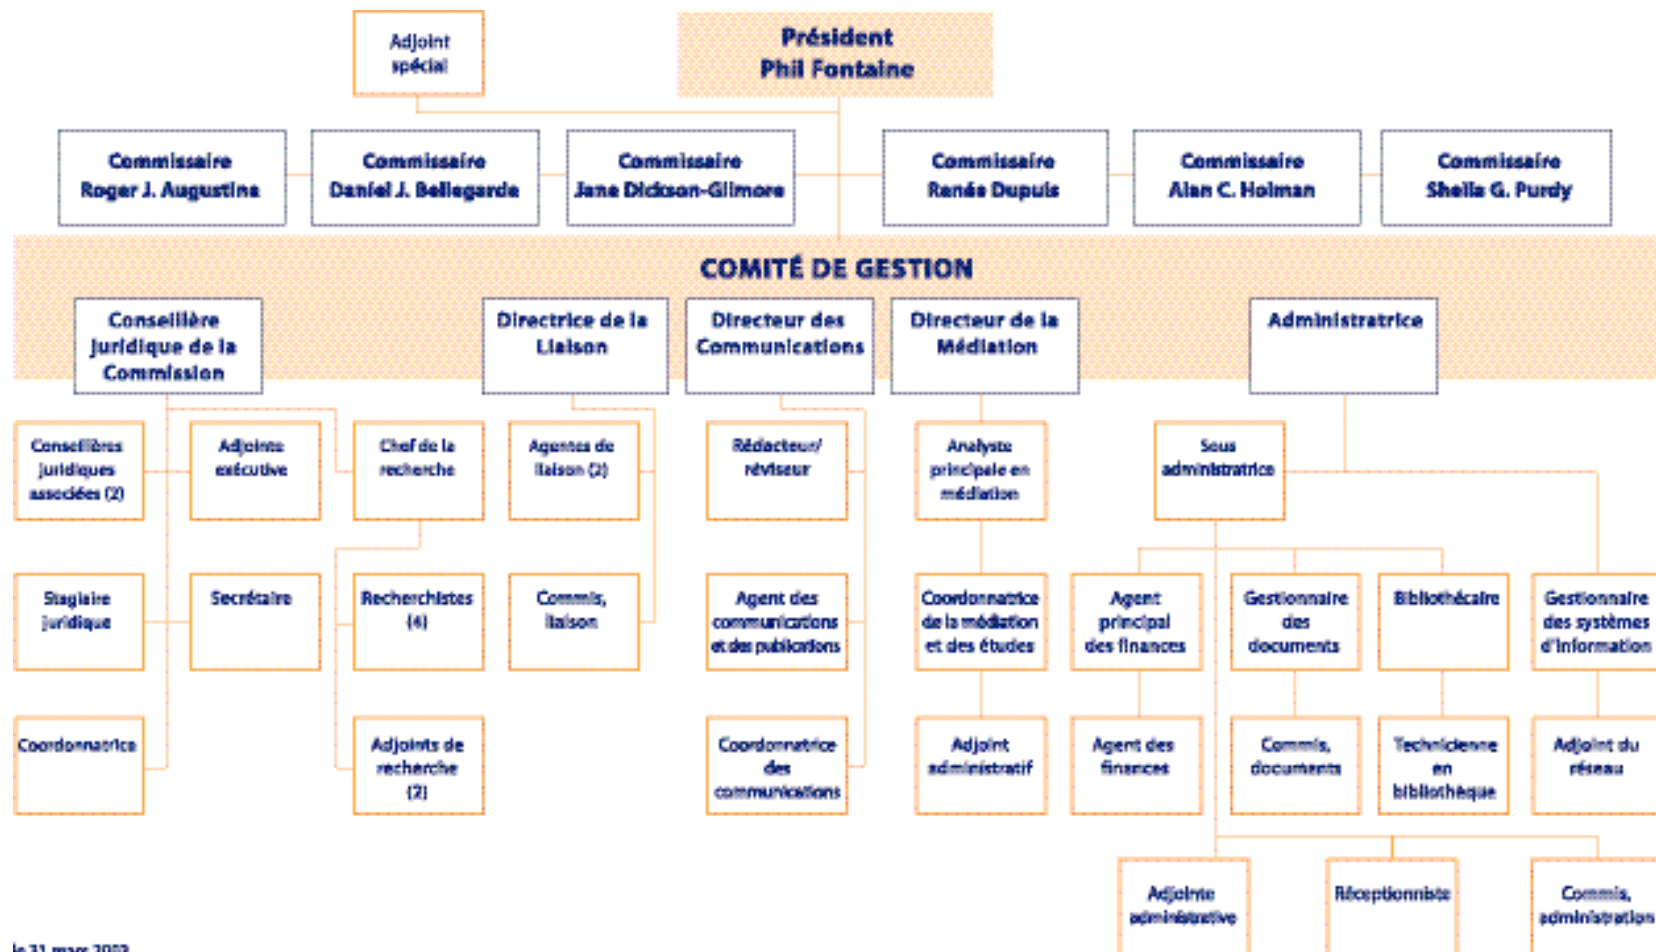 Adjoint
spécial
Président
Phil Fontaine
Commissaire
Roger J. Augustine
Commissaire
Daniel J. Bellegarde
Commissaire
Jane Dickson-Gilmore
Commissaire
Renée Dupuis
Commissaire
Alan C. Holman
Commissaire
Sheila G. Purdy
COMITÉ DE GESTION
Conseillère
juridique de la
Commission
Directrice de la
Liaison
Directeur des
Communications
Directeur de la
Médiation
Administratrice
Conseillères
juridiques
associées (2)
Adjointe
exécutive
Chef de la
recherche
Agentes de
liaison (2)
Rédacteur/
réviseur
Analyste
principale en
médiation
Sous
administratrice
Stagiaire
juridique
Secrétaire
Recherchistes
(4)
Commis,
liaison
Agent des
communications
et des publications
Coordonnatrice
de la médiation
et des études
Agent
principal
des finances
Gestionnaire
des
documents
Bibliothécaire
Gestionnaire
des systèmes
d'information
Coordonnatrice
Adjoints de
recherche
(2)
Coordonnatrice
des
communications
Adjoint
administratif
Agent des
finances
Commis,
documents
Technicienne
en
bibliothèque
Adjoint du
réseau
Adjointe
administrative
Réceptionniste
Commis,
administration
le 31 mars 2003